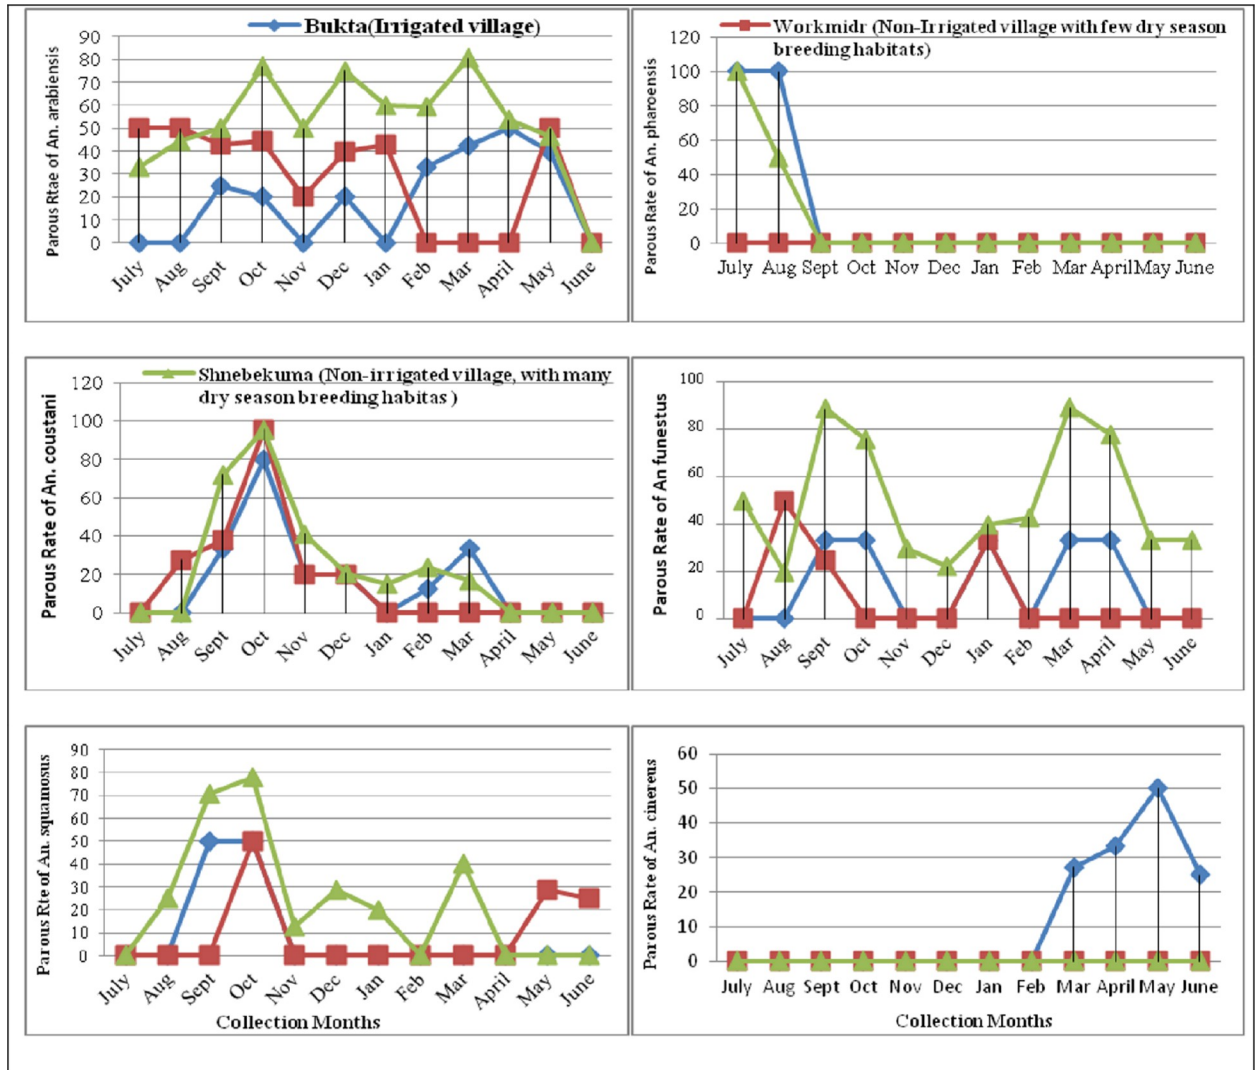 Bukta(Irrigated village)
Parous Rtae of An. arabiensis
90
80
70
60
50
40
30
20
10
0
July Aug Sept Oct Nov Dec Jan Feb Mar April May June
Workmidr (Non-Irrigated village with few dry season
breeding habitats)
Parous Rate of An. pharoensis
120
100
80
60
40
20
0
July Aug Sept Oct Nov Dec Jan Feb Mar April May June
Shnebekuma (Non-irrigated village, with many
dry season breeding habitas )
Parous Rate of An. coustani
120
100
80
60
40
20
0
July Aug Sept Oct Nov Dec Jan Feb Mar April May June
Parous Rate of An funestus
100
80
60
40
20
0
July Aug Sept Oct Nov Dec Jan Feb Mar April May June
Parous Rte of An. squamosus
90
80
70
60
50
40
30
20
10
0
July Aug Sept Oct Nov Dec Jan Feb Mar April May June
Collection Months
Parous Rate of An. cinereus
60
50
40
30
20
10
0
July Aug Sept Oct Nov Dec Jan Feb Mar April May June
Collection Months